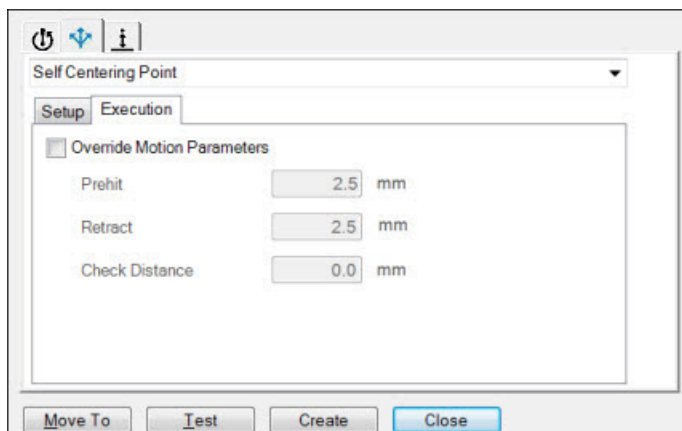 Self Centering Point
Setup Execution
Override Motion Parameters
Prehit 2.5 mm
Retract 2.5 mm
Check Distance 0.0 mm
Move To Test Create Close